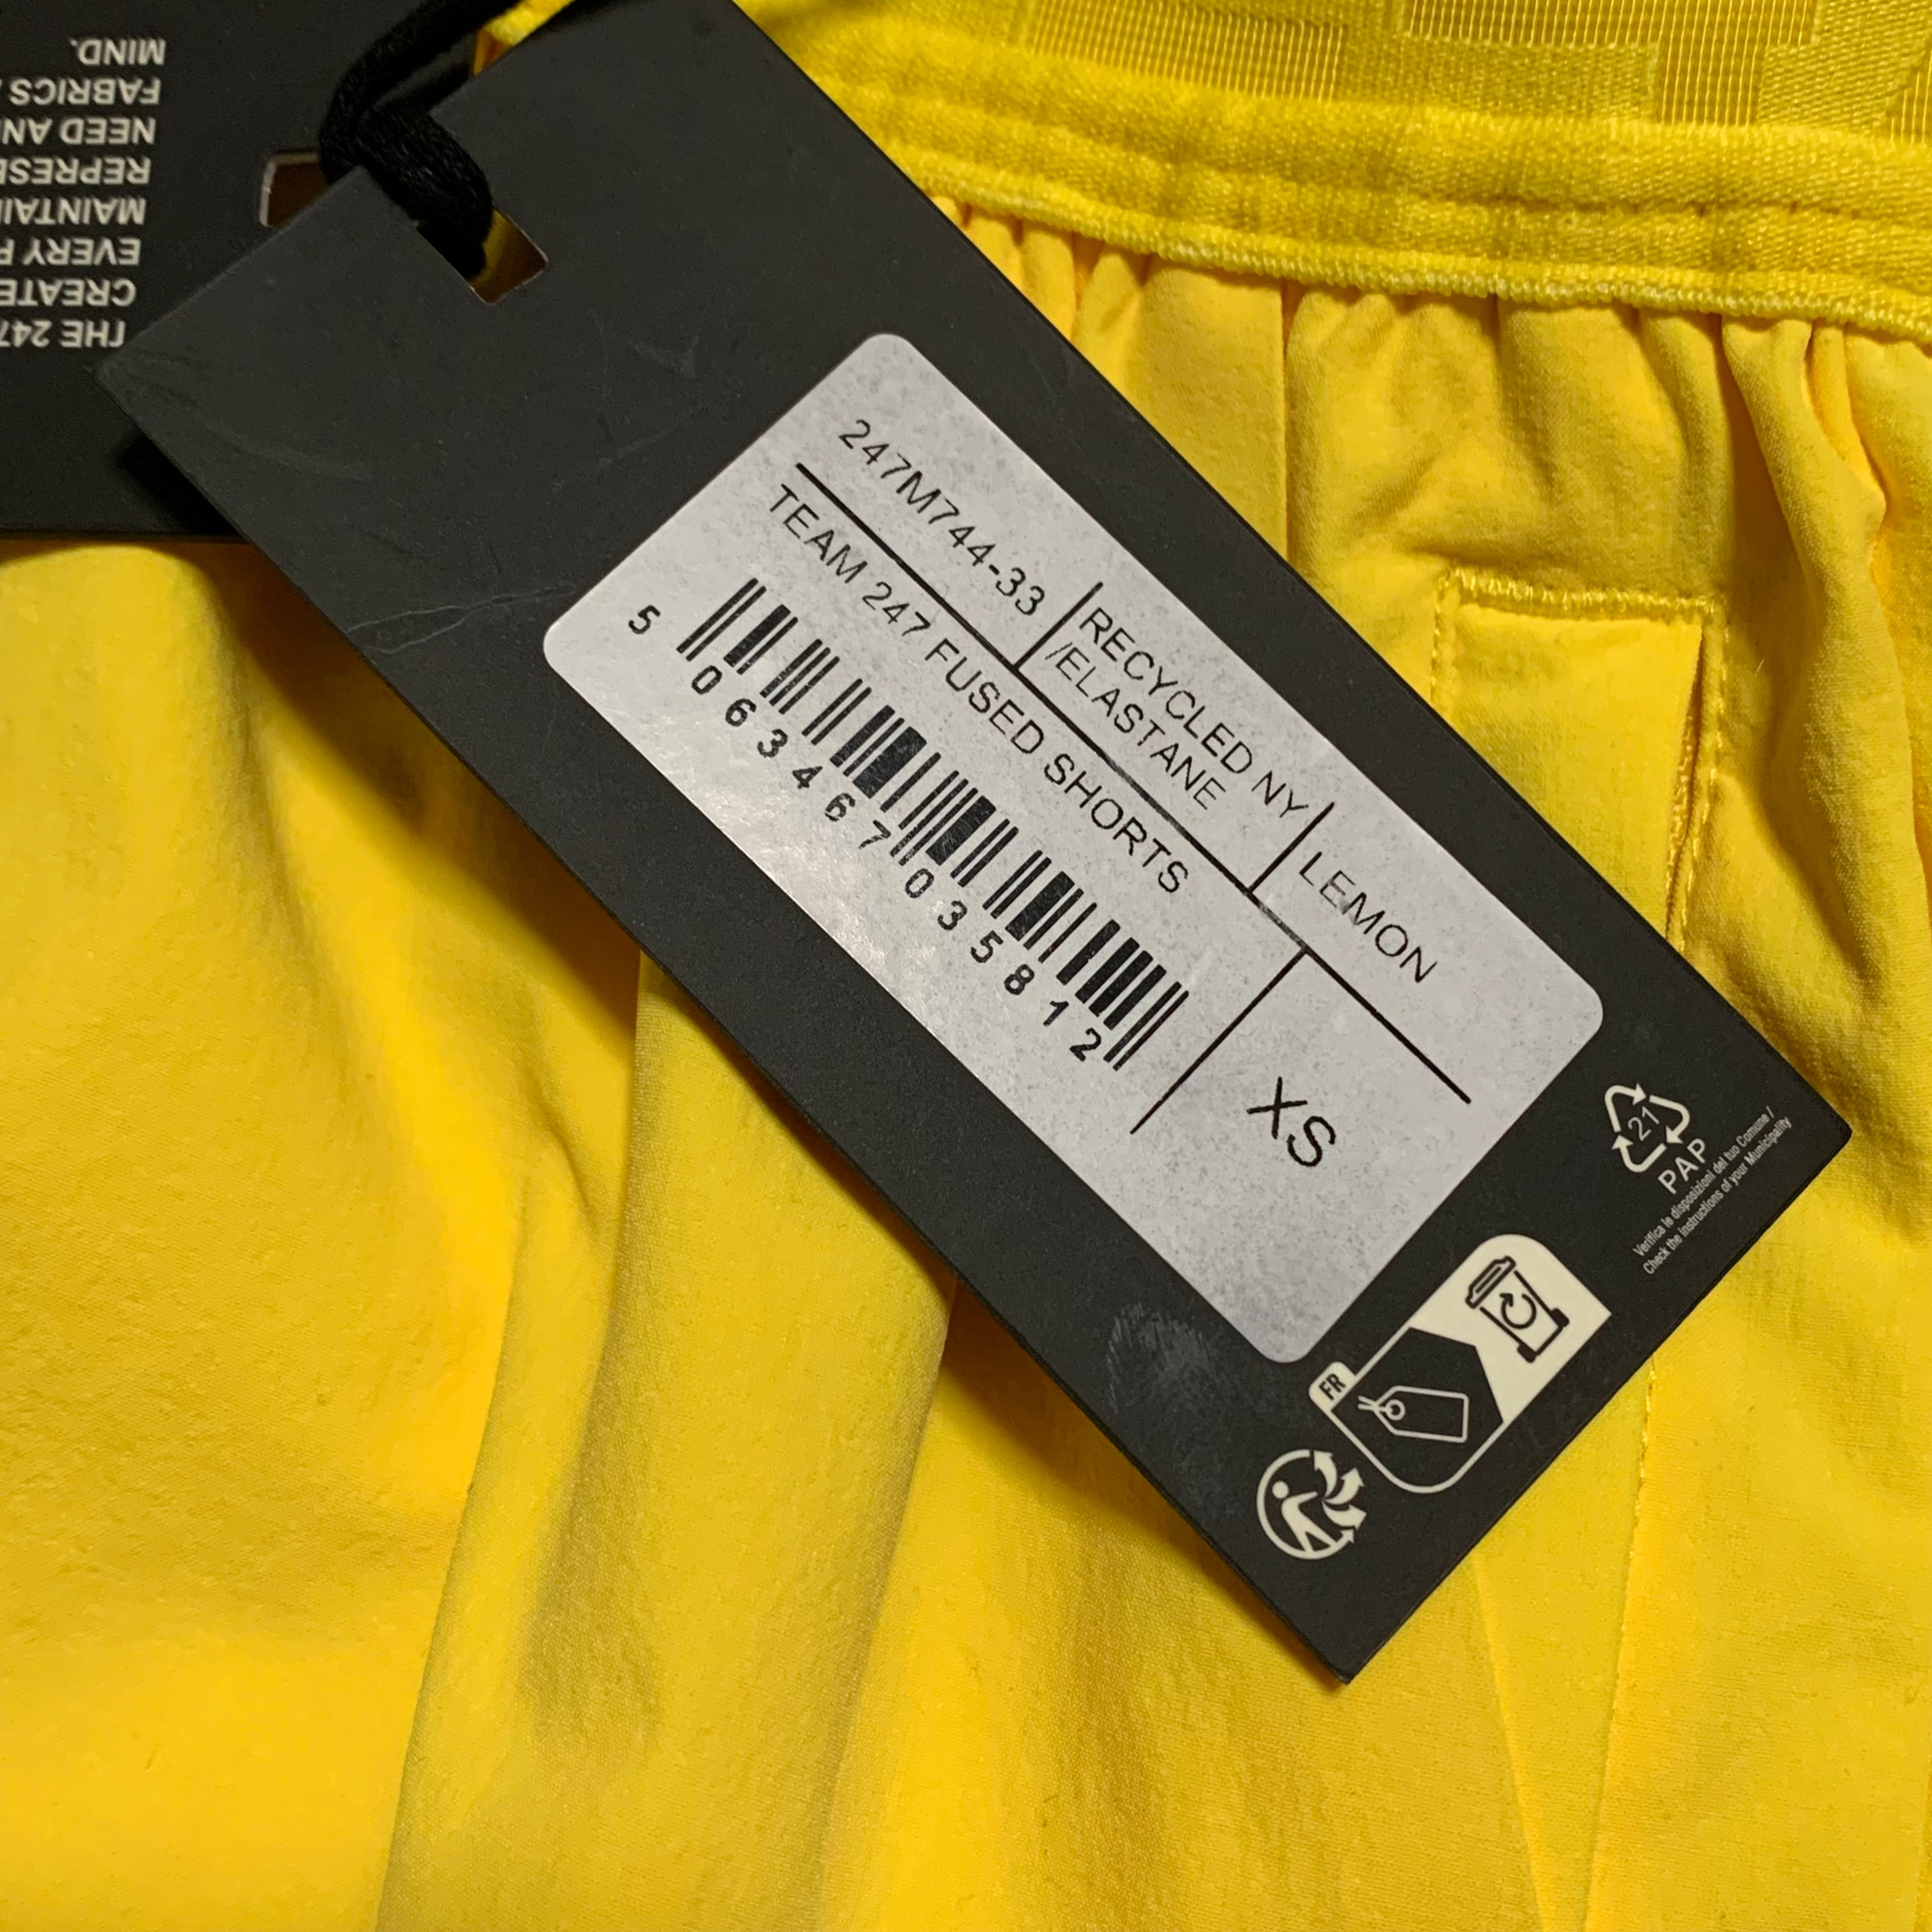 THE 247
CREATE
EVERY
MAINTAI
REPRESE
NEED AN
FABRICS
MIND.
247M744-33
RECYCLED NY
/ELASTANE
LEMON
TEAM 247 FUSED SHORTS
5 063467 035812
XS
21
PAP
Verifica le disposizioni del tuo Comune /
Check the instructions of your Municipality
FR